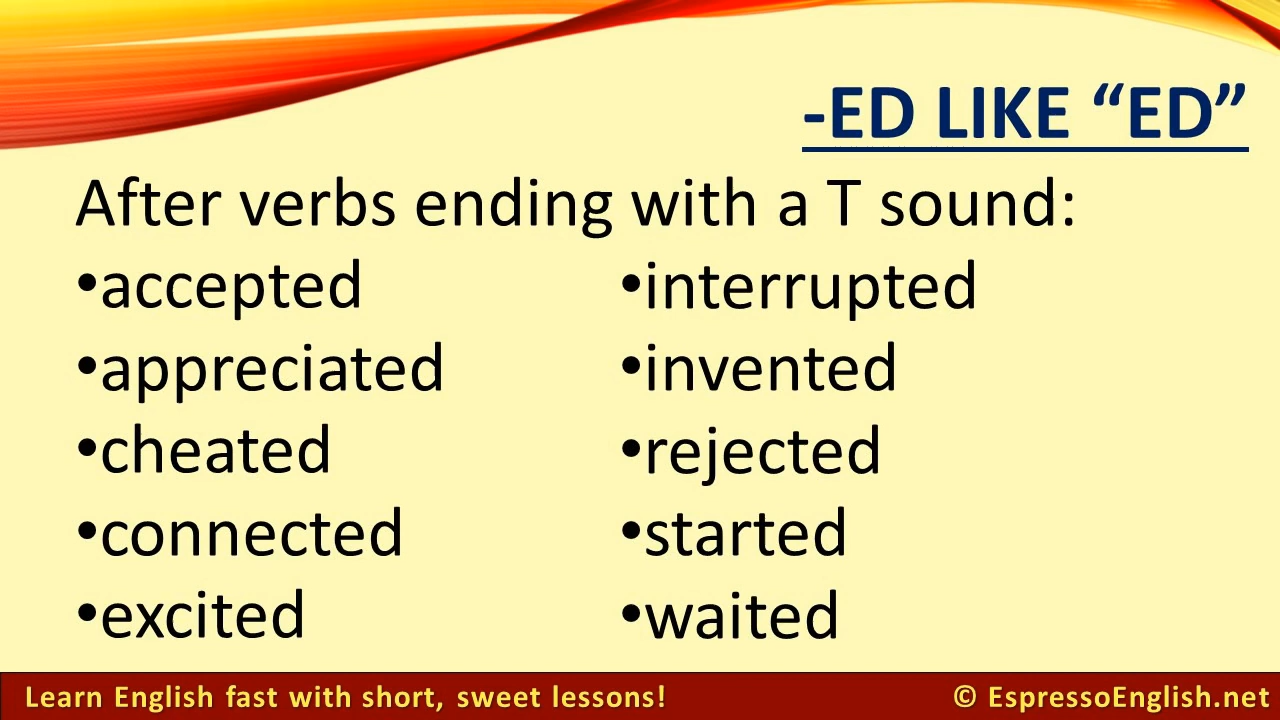 -ED LIKE “ED”
After verbs ending with a T sound:
•accepted
•appreciated
•cheated
•connected
•excited
•interrupted
•invented
•rejected
•started
•waited
Learn English fast with short, sweet lessons!
© EspressoEnglish.net